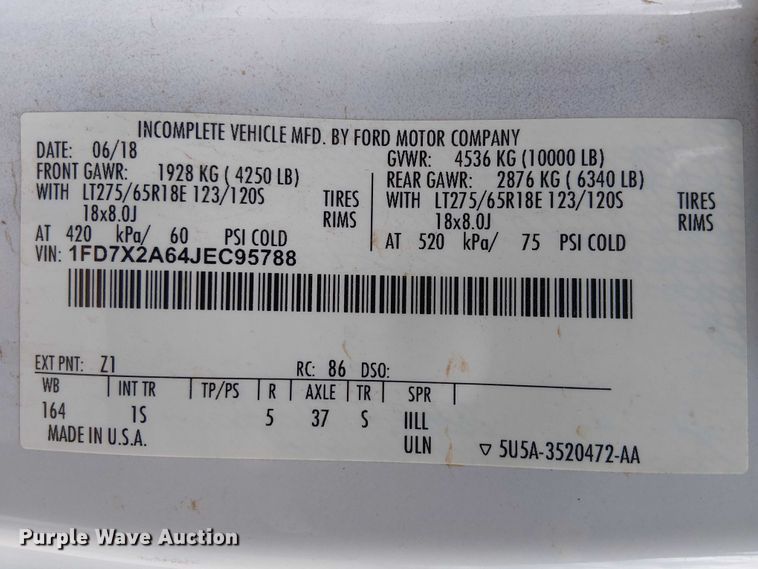 INCOMPLETE VEHICLE MFD. BY FORD MOTOR COMPANY
DATE: 06/18
GVWR: 4536 KG (10000 LB)
FRONT GAWR: 1928 KG ( 4250 LB)
REAR GAWR: 2876 KG ( 6340 LB)
WITH LT275/65R18E 123/120S TIRES
WITH LT275/65R18E 123/120S TIRES
18x8.0J RIMS
18x8.0J RIMS
AT 420 kPa/ 60 PSI COLD
AT 520 kPa/ 75 PSI COLD
VIN: 1FD7X2A64JEC95788
EXT PNT: Z1 RC: 86 DSO:
WB INT TR TP/PS R AXLE TR SPR
164 1S 5 37 S IILL
MADE IN U.S.A. ULN ▽ 5U5A-3520472-AA
Purple Wave Auction